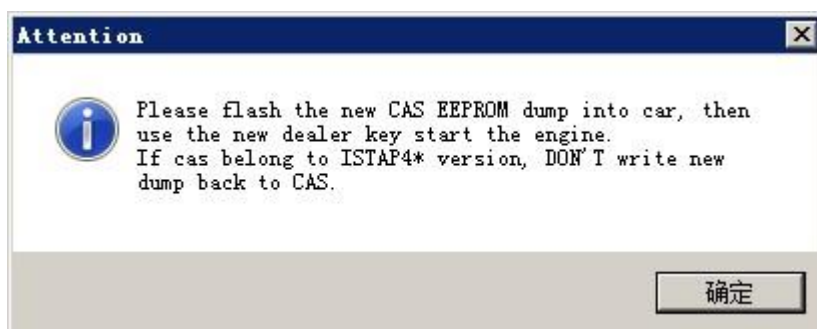 Attention
Please flash the new CAS EEPROM dump into car, then
use the new dealer key start the engine.
If cas belong to ISTAP4* version, DON'T write new
dump back to CAS.
确定